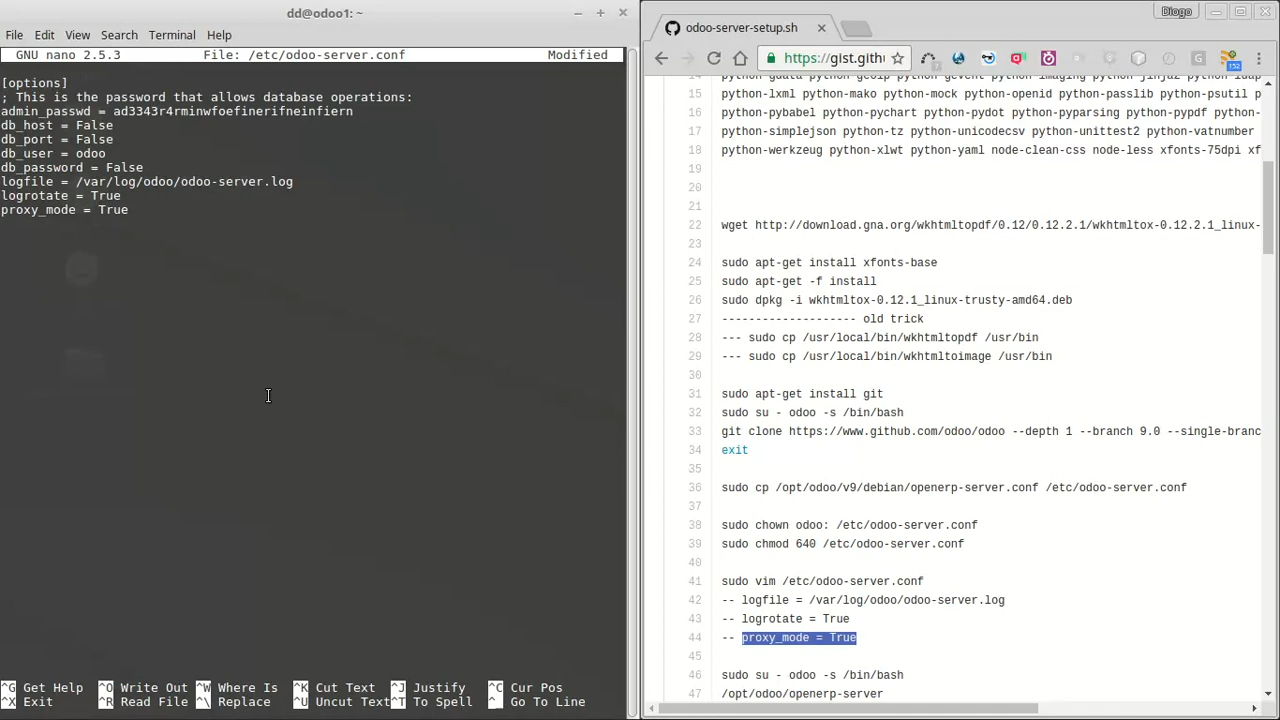 dd@odoo1: ~
File Edit View Search Terminal Help
GNU nano 2.5.3 File: /etc/odoo-server.conf Modified
[options]
; This is the password that allows database operations:
admin_passwd = ad3343r4rminwfoefinerifneinfiern
db_host = False
db_port = False
db_user = odoo
db_password = False
logfile = /var/log/odoo/odoo-server.log
logrotate = True
proxy_mode = True
^G Get Help ^O Write Out ^W Where Is ^K Cut Text ^J Justify ^C Cur Pos
^X Exit ^R Read File ^\ Replace ^U Uncut Text ^T To Spell ^_ Go To Line
Diogo
odoo-server-setup.sh
https://gist.gith
152
15 python-lxml python-mako python-mock python-openid python-passlib python-psutil p
16 python-pybabel python-pychart python-pydot python-pyparsing python-pypdf python-
17 python-simplejson python-tz python-unicodecsv python-unittest2 python-vatnumber
18 python-werkzeug python-xlwt python-yaml node-clean-css node-less xfonts-75dpi xf
19
20
21
22 wget http://download.gna.org/wkhtmltopdf/0.12/0.12.2.1/wkhtmltox-0.12.2.1_linux-
23
24 sudo apt-get install xfonts-base
25 sudo apt-get -f install
26 sudo dpkg -i wkhtmltox-0.12.1_linux-trusty-amd64.deb
27 -------------------- old trick
28 --- sudo cp /usr/local/bin/wkhtmltopdf /usr/bin
29 --- sudo cp /usr/local/bin/wkhtmltoimage /usr/bin
30
31 sudo apt-get install git
32 sudo su - odoo -s /bin/bash
33 git clone https://www.github.com/odoo/odoo --depth 1 --branch 9.0 --single-branc
34 exit
35
36 sudo cp /opt/odoo/v9/debian/openerp-server.conf /etc/odoo-server.conf
37
38 sudo chown odoo: /etc/odoo-server.conf
39 sudo chmod 640 /etc/odoo-server.conf
40
41 sudo vim /etc/odoo-server.conf
42 -- logfile = /var/log/odoo/odoo-server.log
43 -- logrotate = True
44 -- proxy_mode = True
45
46 sudo su - odoo -s /bin/bash
47 /opt/odoo/openerp-server